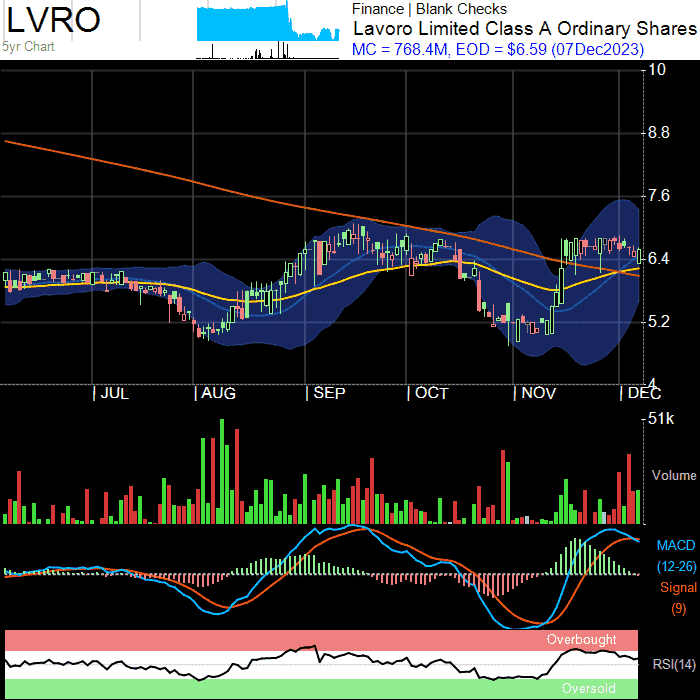 LVRO
5yr Chart
Finance | Blank Checks
Lavoro Limited Class A Ordinary Shares
MC = 768.4M, EOD = $6.59 (07Dec2023)
10
8.8
7.6
6.4
5.2
4
| JUL | AUG | SEP | OCT | NOV | DEC
51k
Volume
MACD
(12-26)
Signal
(9)
Overbought
RSI(14)
Oversold